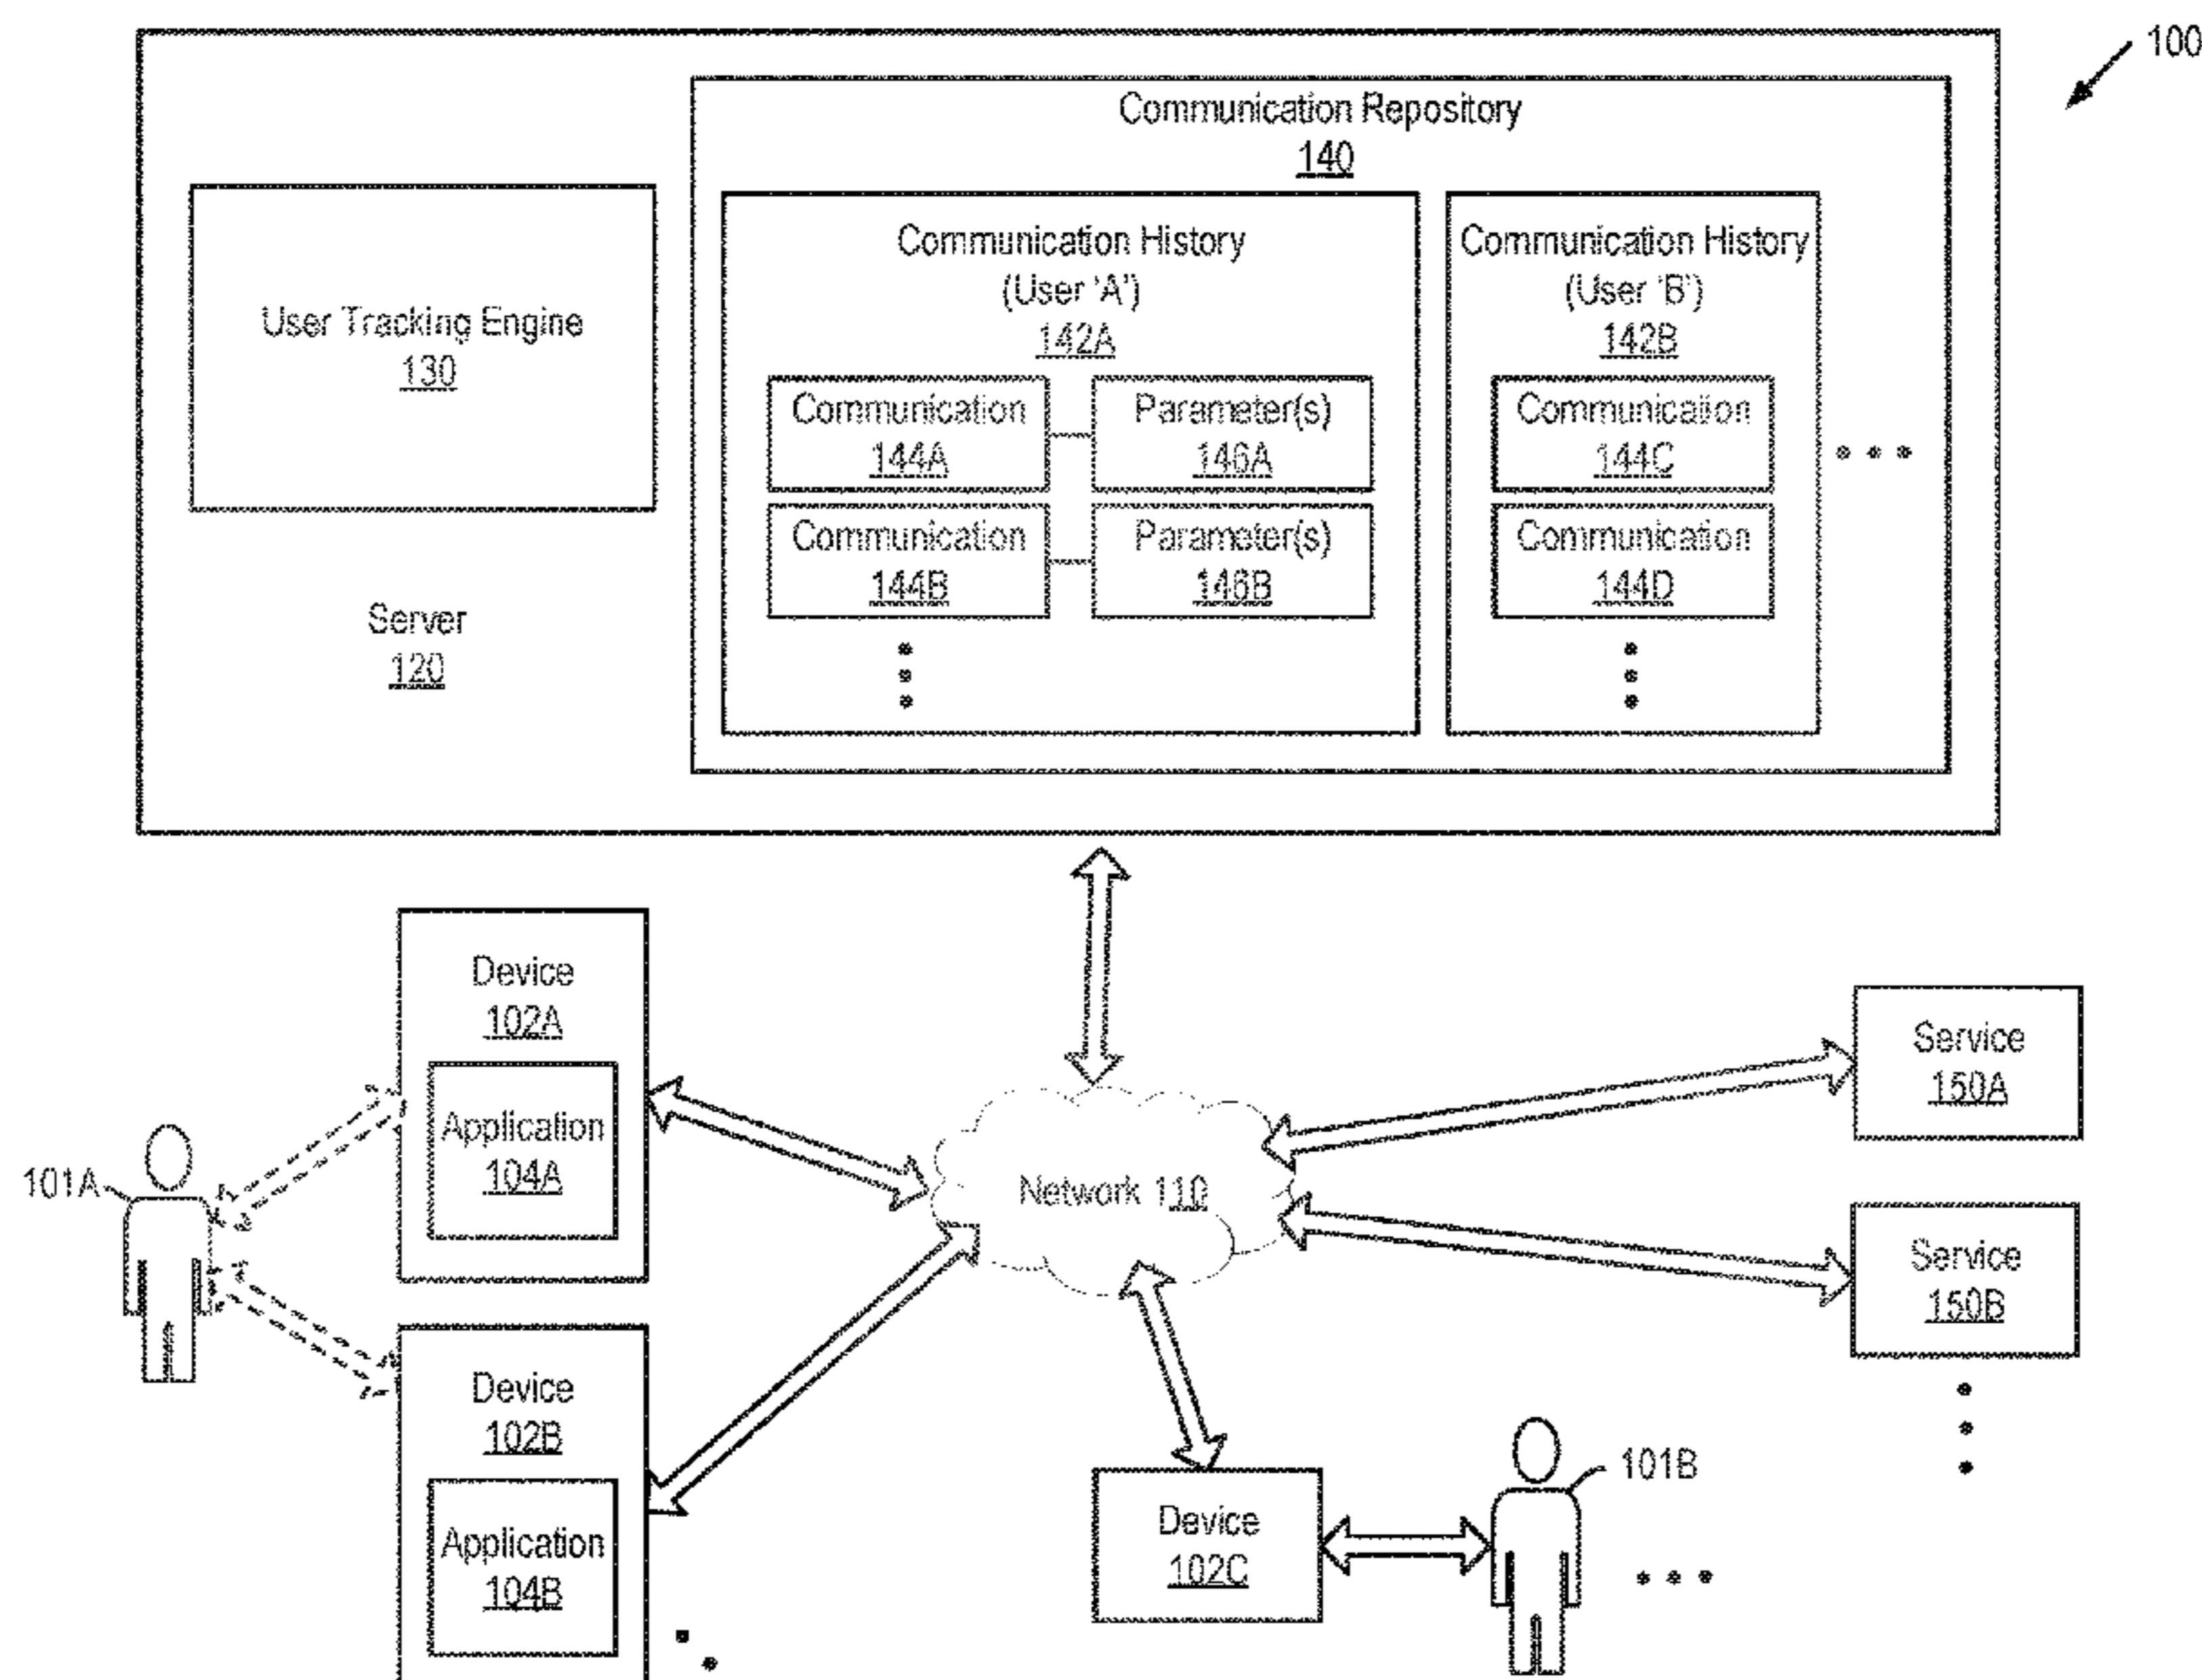 100
Communication Repository
140
User Tracking Engine
130
Server
120
Communication History
(User 'A')
142A
Communication
144A
Parameter(s)
146A
Communication
144B
Parameter(s)
146B
Communication History
(User 'B')
142B
Communication
144C
Communication
144D
Device
102A
Application
104A
101A
Device
102B
Application
104B
Network 110
Service
150A
Service
150B
Device
102C
101B